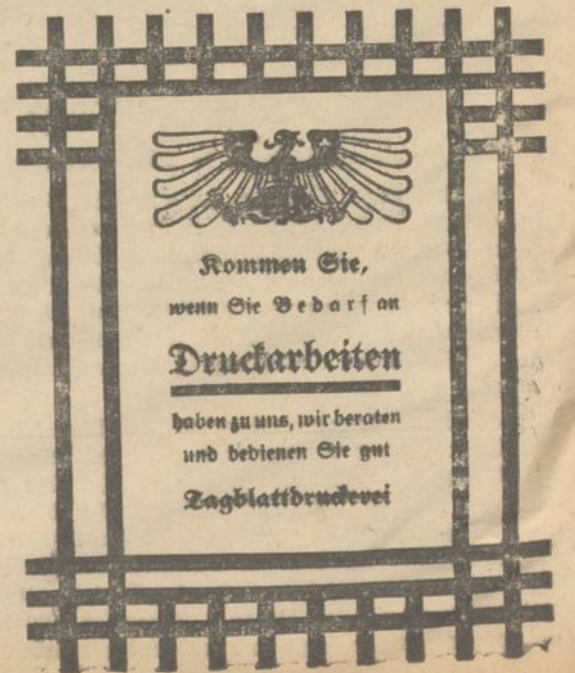 Kommen Sie,
wenn Sie Bedarf an
Druckarbeiten
haben zu uns, wir beraten
und bedienen Sie gut
Tagblattdruckerei